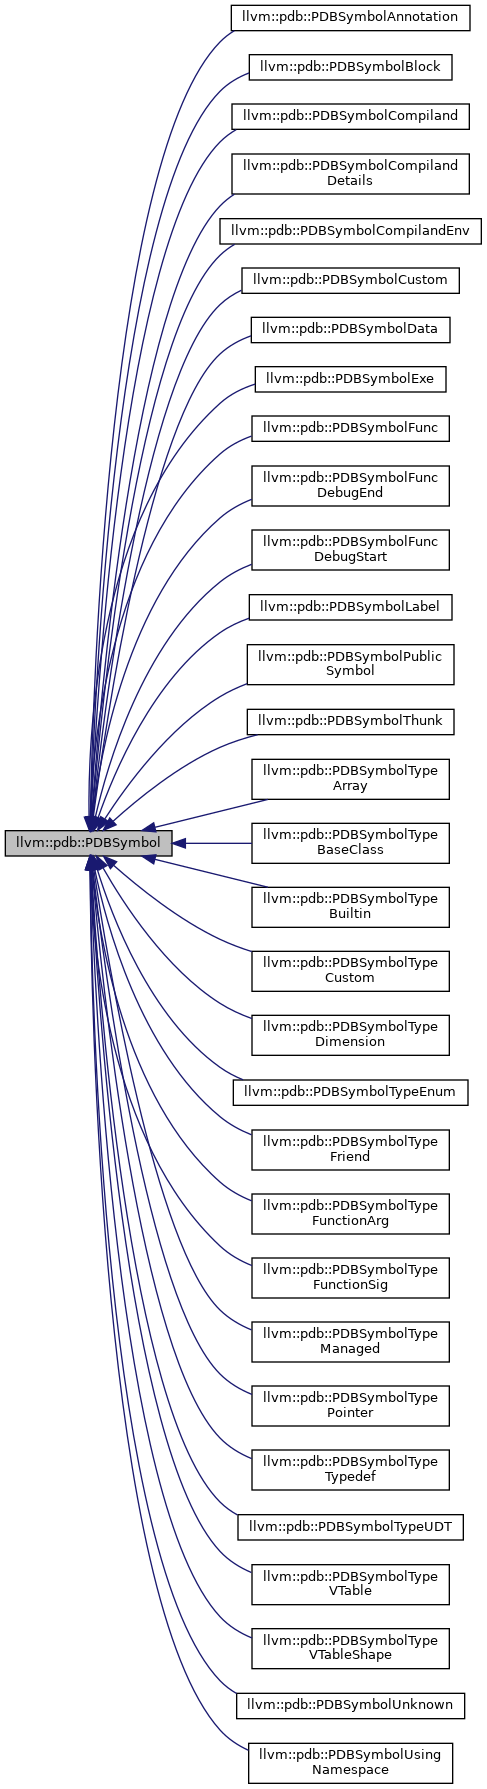 llvm::pdb::PDBSymbolAnnotation
llvm::pdb::PDBSymbolBlock
llvm::pdb::PDBSymbolCompiland
llvm::pdb::PDBSymbolCompiland
Details
llvm::pdb::PDBSymbolCompilandEnv
llvm::pdb::PDBSymbolCustom
llvm::pdb::PDBSymbolData
llvm::pdb::PDBSymbolExe
llvm::pdb::PDBSymbolFunc
llvm::pdb::PDBSymbolFunc
DebugEnd
llvm::pdb::PDBSymbolFunc
DebugStart
llvm::pdb::PDBSymbolLabel
llvm::pdb::PDBSymbolPublic
Symbol
llvm::pdb::PDBSymbolThunk
llvm::pdb::PDBSymbolType
Array
llvm::pdb::PDBSymbol
llvm::pdb::PDBSymbolType
BaseClass
llvm::pdb::PDBSymbolType
Builtin
llvm::pdb::PDBSymbolType
Custom
llvm::pdb::PDBSymbolType
Dimension
llvm::pdb::PDBSymbolTypeEnum
llvm::pdb::PDBSymbolType
Friend
llvm::pdb::PDBSymbolType
FunctionArg
llvm::pdb::PDBSymbolType
FunctionSig
llvm::pdb::PDBSymbolType
Managed
llvm::pdb::PDBSymbolType
Pointer
llvm::pdb::PDBSymbolType
Typedef
llvm::pdb::PDBSymbolTypeUDT
llvm::pdb::PDBSymbolType
VTable
llvm::pdb::PDBSymbolType
VTableShape
llvm::pdb::PDBSymbolUnknown
llvm::pdb::PDBSymbolUsing
Namespace